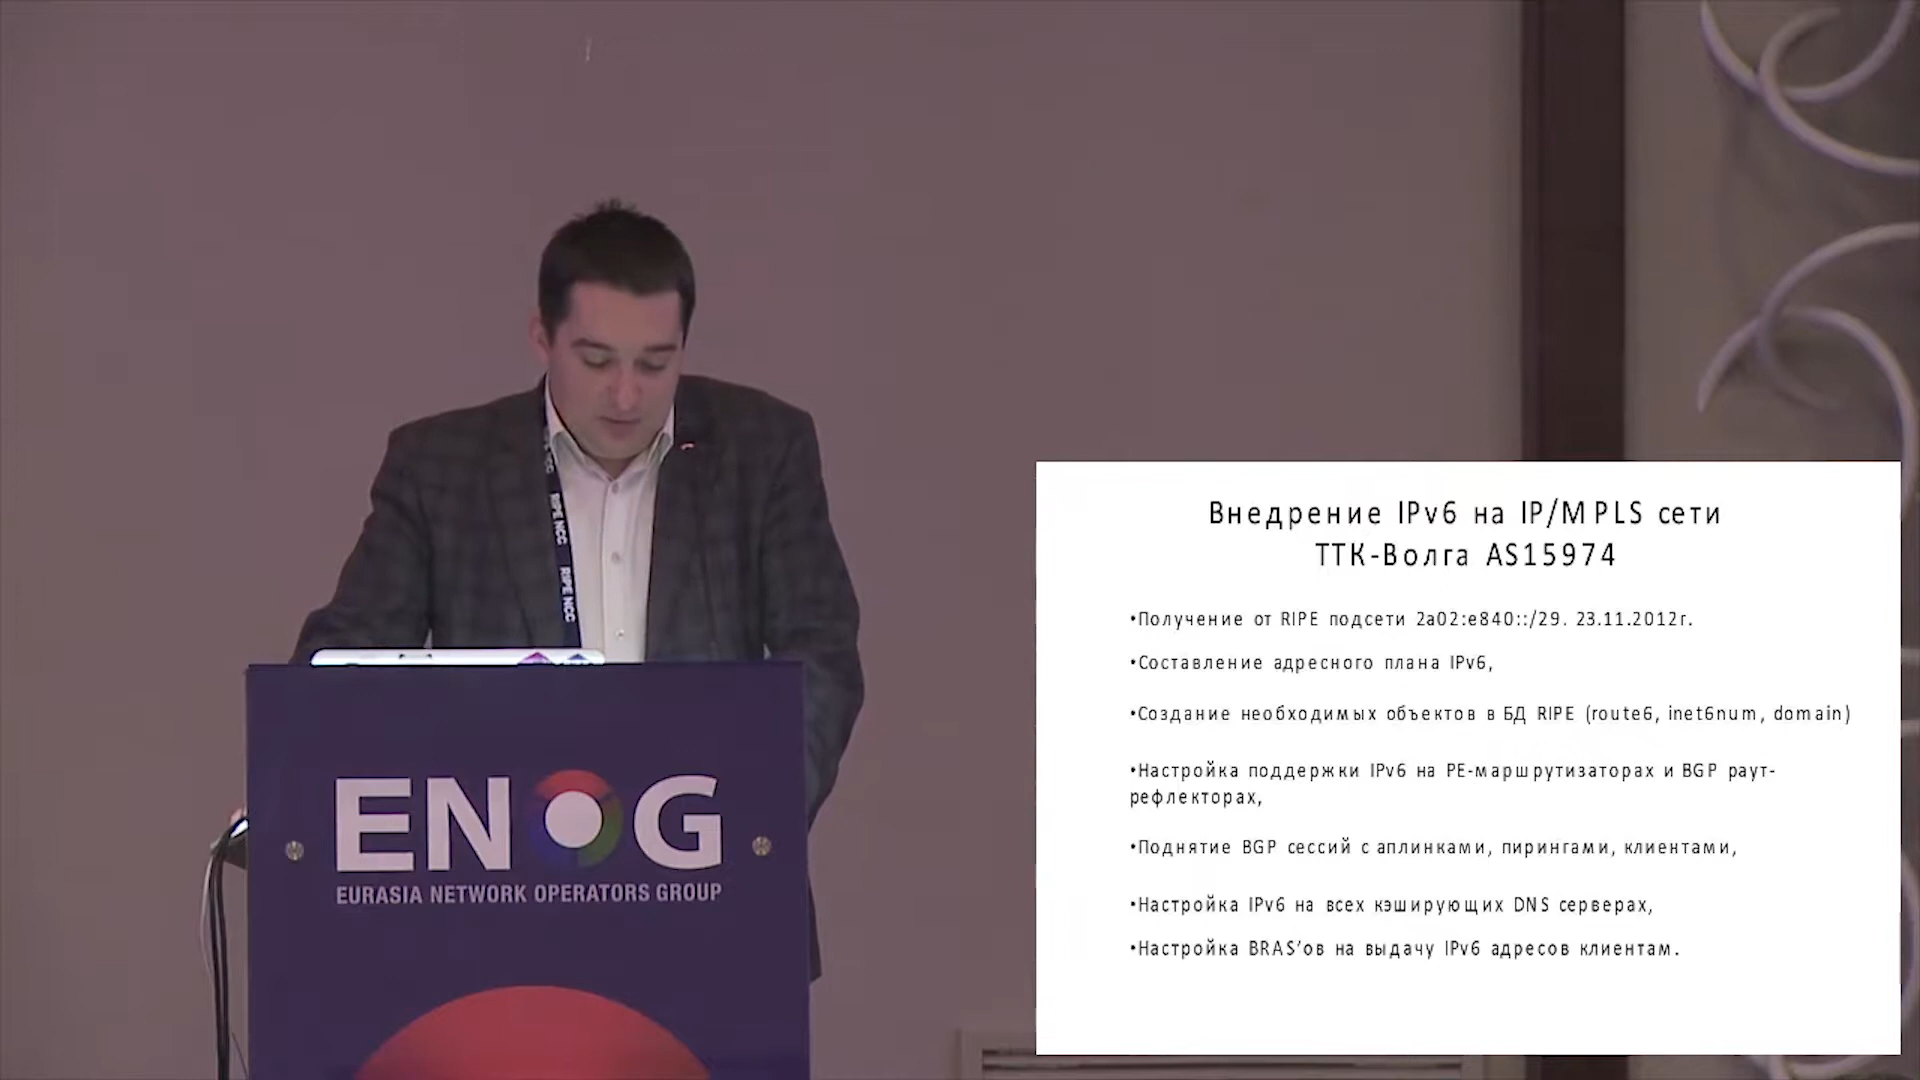 RIPE NCC
RIPE NCC
ENOG
EURASIA NETWORK OPERATORS GROUP
Внедрение IPv6 на IP/MPLS сети
ТТК-Волга AS15974
•Получение от RIPE подсети 2a02:e840::/29. 23.11.2012г.
•Составление адресного плана IPv6,
•Создание необходимых объектов в БД RIPE (route6, inet6num, domain)
•Настройка поддержки IPv6 на PE-маршрутизаторах и BGP раут-
рефлекторах,
•Поднятие BGP сессий с аплинками, пирингами, клиентами,
•Настройка IPv6 на всех кэширующих DNS серверах,
•Настройка BRAS’ов на выдачу IPv6 адресов клиентам.